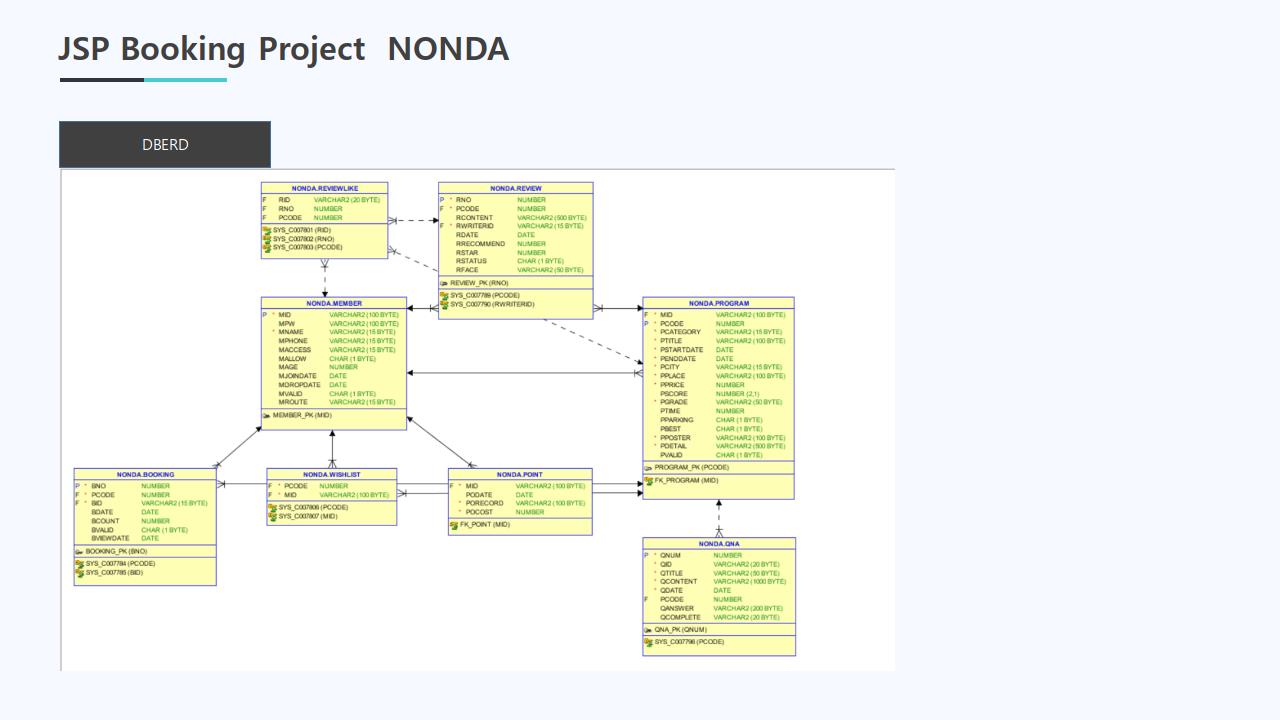 JSP Booking Project NONDA
DBERD
NONDA.REVIEWLIKE
F RID VARCHAR2 (20 BYTE)
F RNO NUMBER
F PCODE NUMBER
SYS_C007801 (RID)
SYS_C007802 (RNO)
SYS_C007803 (PCODE)
NONDA.REVIEW
P * RNO NUMBER
F * PCODE NUMBER
RCONTENT VARCHAR2 (500 BYTE)
F * RWRITERID VARCHAR2 (15 BYTE)
RDATE DATE
RRECOMMEND NUMBER
RSTAR NUMBER
RSTATUS CHAR (1 BYTE)
RFACE VARCHAR2 (50 BYTE)
REVIEW_PK (RNO)
SYS_C007789 (PCODE)
SYS_C007790 (RWRITERID)
NONDA.MEMBER
P * MID VARCHAR2 (100 BYTE)
MPW VARCHAR2 (100 BYTE)
* MNAME VARCHAR2 (15 BYTE)
MPHONE VARCHAR2 (15 BYTE)
MACCESS VARCHAR2 (15 BYTE)
MALLOW CHAR (1 BYTE)
MAGE NUMBER
MJOINDATE DATE
MDROPDATE DATE
MVALID CHAR (1 BYTE)
MROUTE VARCHAR2 (15 BYTE)
MEMBER_PK (MID)
NONDA.PROGRAM
F * MID VARCHAR2 (100 BYTE)
P * PCODE NUMBER
* PCATEGORY VARCHAR2 (15 BYTE)
* PTITLE VARCHAR2 (100 BYTE)
* PSTARTDATE DATE
* PENDDATE DATE
* PCITY VARCHAR2 (15 BYTE)
* PPLACE VARCHAR2 (100 BYTE)
* PPRICE NUMBER
PSCORE NUMBER (2,1)
* PGRADE VARCHAR2 (50 BYTE)
PTIME NUMBER
PPARKING CHAR (1 BYTE)
PBEST CHAR (1 BYTE)
* PPOSTER VARCHAR2 (100 BYTE)
* PDETAIL VARCHAR2 (500 BYTE)
PVALID CHAR (1 BYTE)
PROGRAM_PK (PCODE)
FK_PROGRAM (MID)
NONDA.BOOKING
P * BNO NUMBER
F * PCODE NUMBER
F * BID VARCHAR2 (15 BYTE)
BDATE DATE
BCOUNT NUMBER
BVALID CHAR (1 BYTE)
BVIEWDATE DATE
BOOKING_PK (BNO)
SYS_C007784 (PCODE)
SYS_C007785 (BID)
NONDA.WISHLIST
F * PCODE NUMBER
F * MID VARCHAR2 (100 BYTE)
SYS_C007806 (PCODE)
SYS_C007807 (MID)
NONDA.POINT
F * MID VARCHAR2 (100 BYTE)
PODATE DATE
* PORECORD VARCHAR2 (100 BYTE)
* POCOST NUMBER
FK_POINT (MID)
NONDA.QNA
P * QNUM NUMBER
* QID VARCHAR2 (20 BYTE)
* QTITLE VARCHAR2 (50 BYTE)
* QCONTENT VARCHAR2 (1000 BYTE)
* QDATE DATE
F PCODE NUMBER
QANSWER VARCHAR2 (200 BYTE)
QCOMPLETE VARCHAR2 (20 BYTE)
QNA_PK (QNUM)
SYS_C007796 (PCODE)